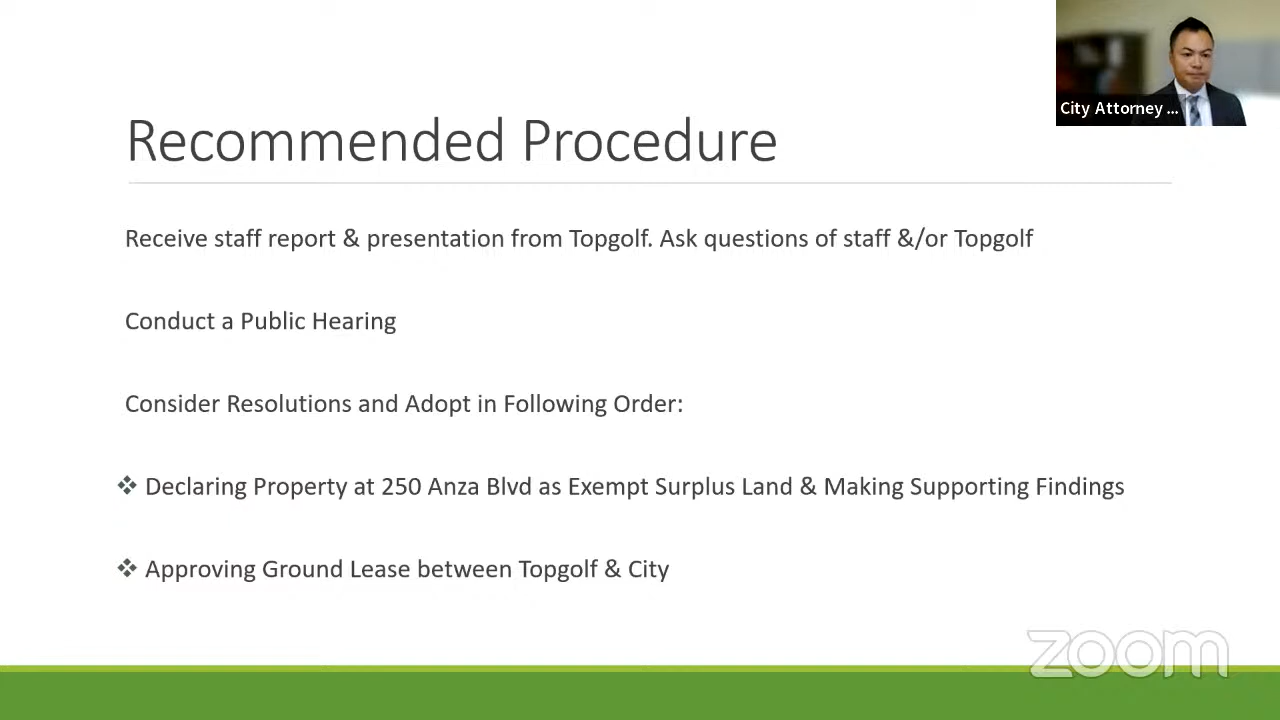 City Attorney ...
Recommended Procedure
Receive staff report & presentation from Topgolf. Ask questions of staff &/or Topgolf
Conduct a Public Hearing
Consider Resolutions and Adopt in Following Order:
❖ Declaring Property at 250 Anza Blvd as Exempt Surplus Land & Making Supporting Findings
❖ Approving Ground Lease between Topgolf & City
zoom